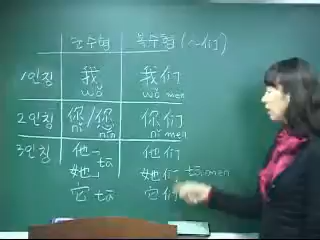 단수형 복수형 (~们)
1인칭 我 我们
wǒ wǒ men
2인칭 你/您 你们
nǐ nín nǐ men
3인칭 他 tā 他们
她 她们 tā men
它 tā 它们